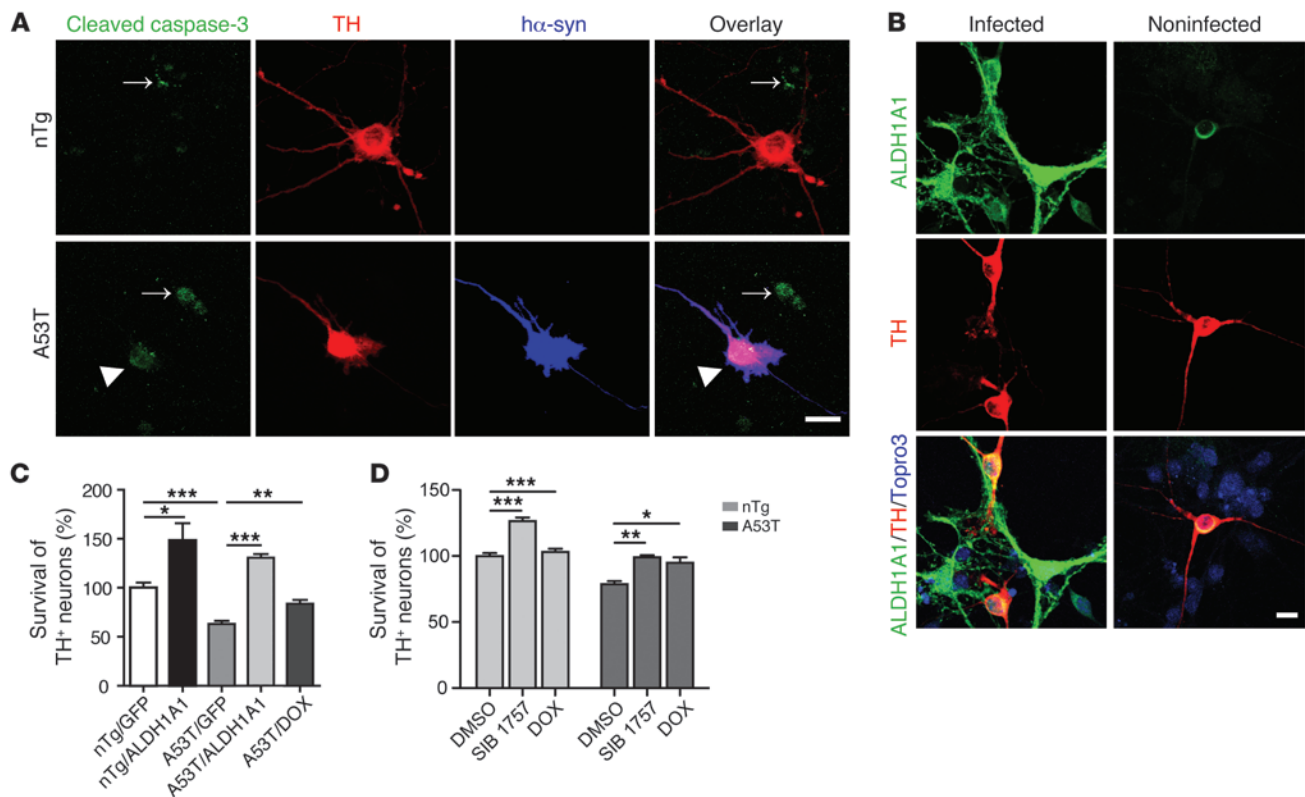 A
Cleaved caspase-3
TH
hα-syn
Overlay
nTg
A53T
B
Infected
Noninfected
ALDH1A1
TH
ALDH1A1/TH/Topro3
C
Survival of
TH+ neurons (%)
200
150
100
50
0
***
*
***
**
nTg/GFP
nTg/ALDH1A1
A53T/GFP
A53T/ALDH1A1
A53T/DOX
D
Survival of
TH+ neurons (%)
150
100
50
0
***
***
*
**
nTg
A53T
DMSO
SIB 1757
DOX
DMSO
SIB 1757
DOX